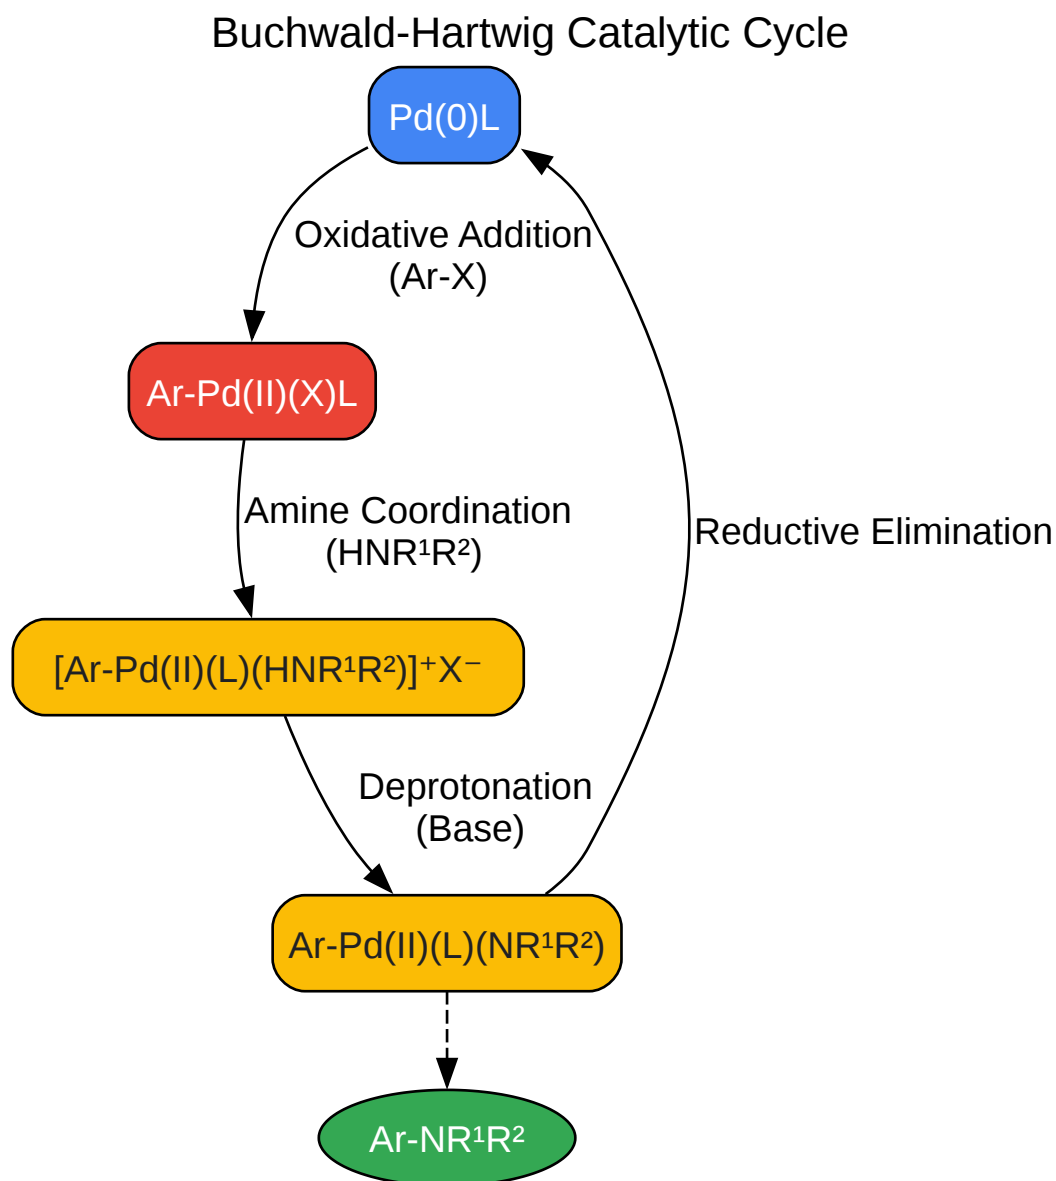 Buchwald-Hartwig Catalytic Cycle
Pd(0)L
Oxidative Addition
(Ar-X)
Ar-Pd(II)(X)L
Amine Coordination
(HNR¹R²)
Reductive Elimination
[Ar-Pd(II)(L)(HNR¹R²)]⁺X⁻
Deprotonation
(Base)
Ar-Pd(II)(L)(NR¹R²)
Ar-NR¹R²